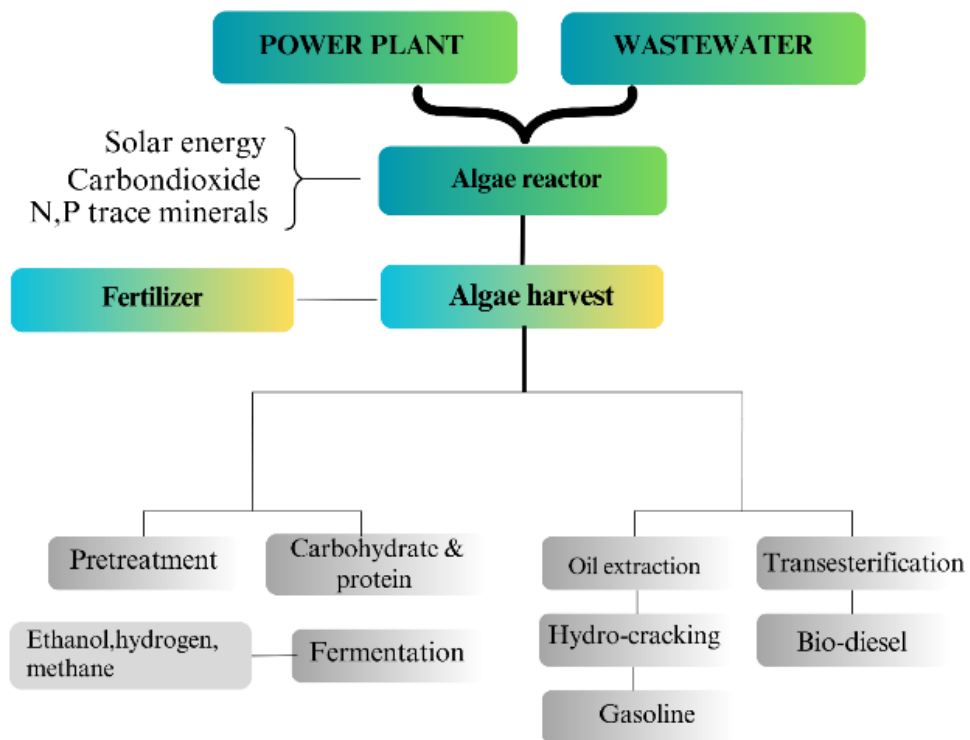 POWER PLANT
WASTEWATER
Solar energy
Carbondioxide
N,P trace minerals
Algae reactor
Fertilizer
Algae harvest
Pretreatment
Carbohydrate &
protein
Oil extraction
Transesterification
Ethanol,hydrogen,
methane
Fermentation
Hydro-cracking
Bio-diesel
Gasoline